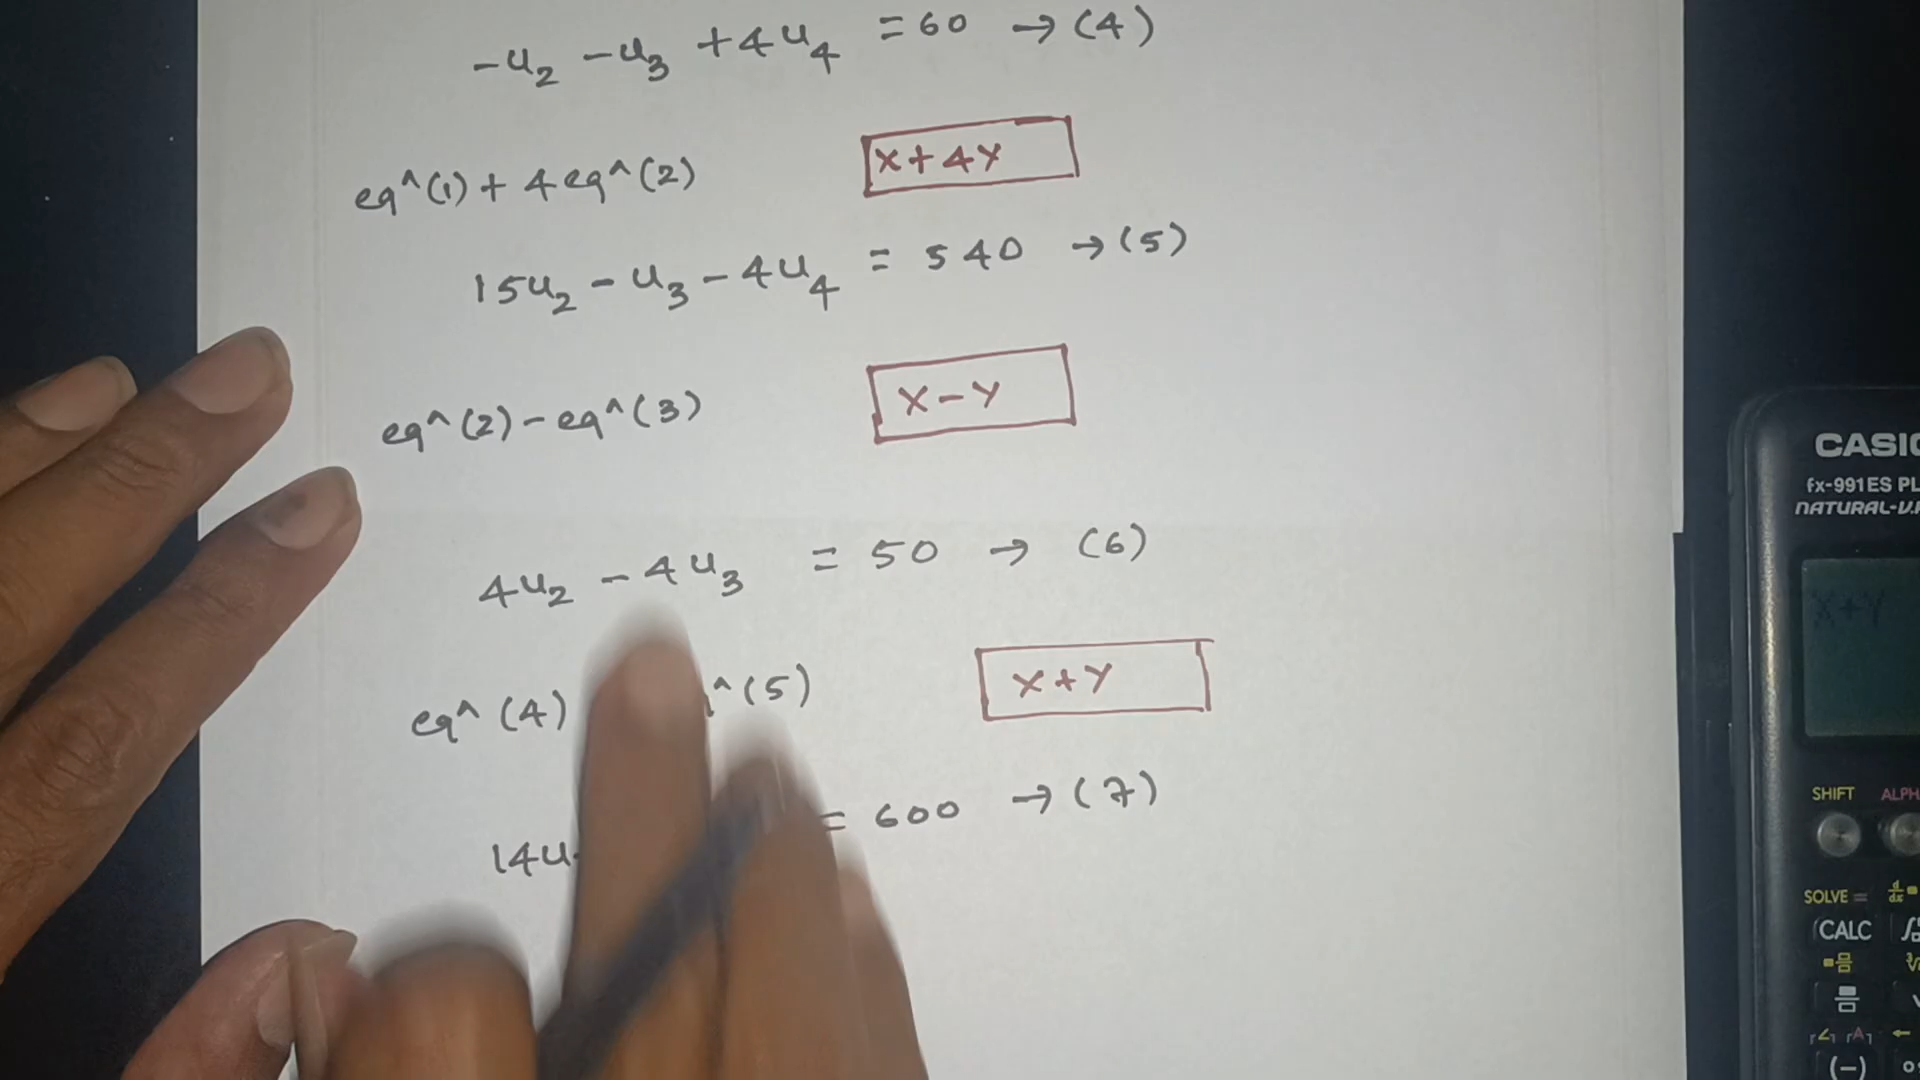 -u₂ -u₃ +4u₄ = 60 → (4)
eq^(1) + 4eq^(2) X+4Y
15u₂ - u₃ - 4u₄ = 540 → (5)
eq^(2) - eq^(3) X-Y
4u₂ - 4u₃ = 50 → (6)
eq^(4) ^(5) X+Y
14u = 600 → (7)
CASIO
fx-991ES PL
NATURAL-V.P
X+Y
SHIFT ALPH
SOLVE =
CALC
(-)